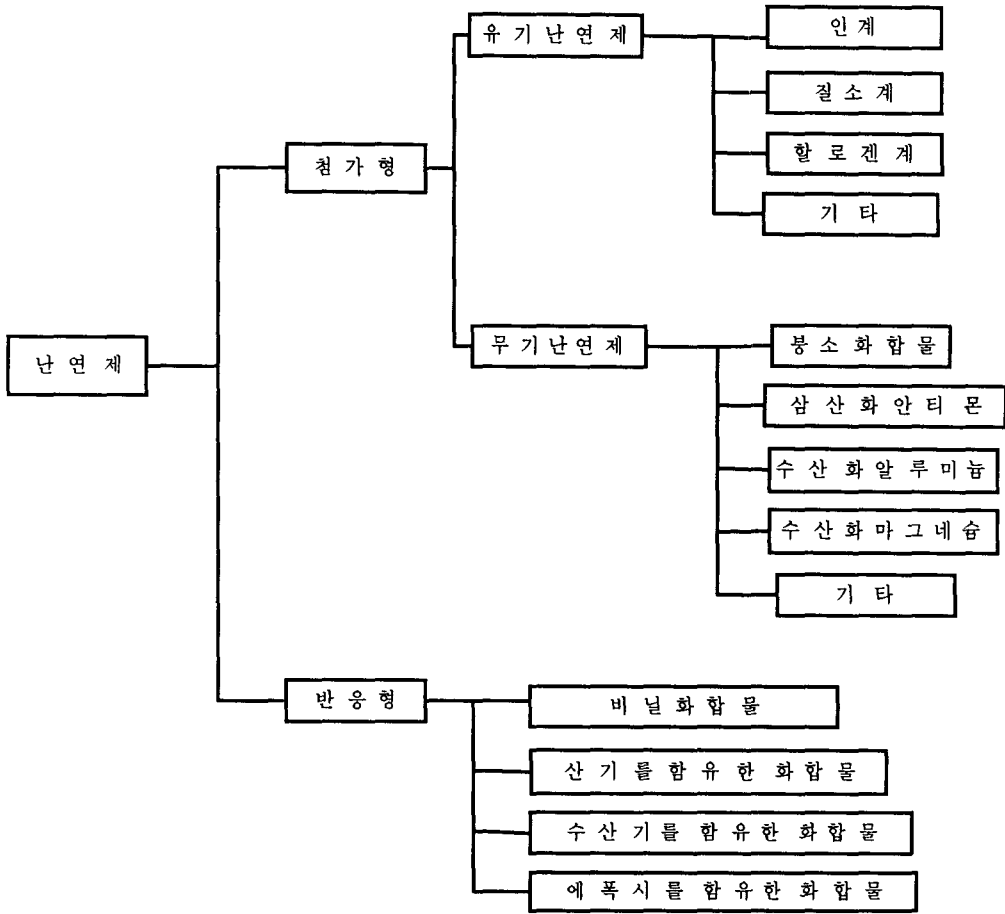 난연제
첨가형
유기난연제
인계
질소계
할로겐계
기타
무기난연제
붕소화합물
삼산화안티몬
수산화알루미늄
수산화마그네슘
기타
반응형
비닐화합물
산기를함유한 화합물
수산기를 함유한 화합물
에폭시를함유한화합물